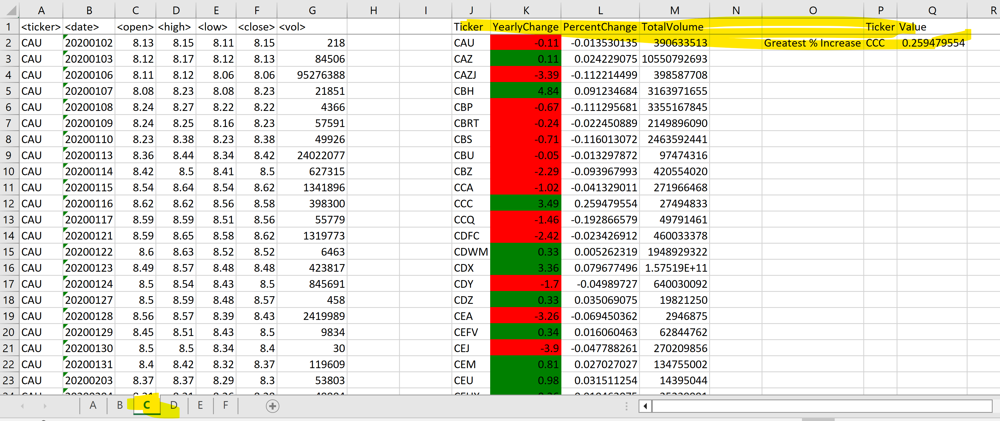 A B C D E F G H I J K L M N O P Q R
1 <ticker> <date> <open> <high> <low> <close> <vol> Ticker YearlyChange PercentChange TotalVolume Ticker Value
2 CAU 20200102 8.13 8.15 8.11 8.15 218 CAU -0.11 -0.013530135 390633513 Greatest % Increase CCC 0.259479554
3 CAU 20200103 8.12 8.17 8.12 8.13 84506 CAZ 0.11 0.024229075 10550792693
4 CAU 20200106 8.11 8.12 8.06 8.06 95276388 CAZJ -3.39 -0.112214499 398587708
5 CAU 20200107 8.08 8.23 8.08 8.23 21851 CBH 4.84 0.091234684 3163971655
6 CAU 20200108 8.24 8.27 8.22 8.22 4366 CBP -0.67 -0.111295681 3355167845
7 CAU 20200109 8.24 8.25 8.16 8.23 57591 CBRT -0.24 -0.022450889 2149896090
8 CAU 20200110 8.23 8.38 8.23 8.38 49926 CBS -0.71 -0.116013072 2463592441
9 CAU 20200113 8.36 8.44 8.34 8.42 24022077 CBU -0.05 -0.013297872 97474316
10 CAU 20200114 8.42 8.5 8.41 8.5 627315 CBZ -2.29 -0.093967993 420554020
11 CAU 20200115 8.54 8.64 8.54 8.62 1341896 CCA -1.02 -0.041329011 271966468
12 CAU 20200116 8.62 8.62 8.56 8.58 398300 CCC 3.49 0.259479554 27494833
13 CAU 20200117 8.59 8.59 8.51 8.56 55779 CCQ -1.46 -0.192866579 49791461
14 CAU 20200121 8.59 8.65 8.58 8.62 1319773 CDFC -2.42 -0.023426912 460033378
15 CAU 20200122 8.6 8.63 8.52 8.52 6463 CDWM 0.33 0.005262319 1948929322
16 CAU 20200123 8.49 8.57 8.48 8.48 423817 CDX 3.36 0.079677496 1.57519E+11
17 CAU 20200124 8.5 8.54 8.43 8.5 845691 CDY -1.7 -0.04989727 640030092
18 CAU 20200127 8.5 8.59 8.48 8.57 458 CDZ 0.33 0.035069075 19821250
19 CAU 20200128 8.56 8.57 8.39 8.43 2419989 CEA -3.26 -0.069450362 2946875
20 CAU 20200129 8.45 8.51 8.43 8.5 9834 CEFV 0.34 0.016060463 62844762
21 CAU 20200130 8.5 8.5 8.34 8.4 30 CEJ -3.9 -0.047788261 270209856
22 CAU 20200131 8.4 8.42 8.32 8.37 119609 CEM 0.81 0.027027027 134755002
23 CAU 20200203 8.37 8.37 8.29 8.3 53803 CEU 0.98 0.031511254 14395044
A B C D E F